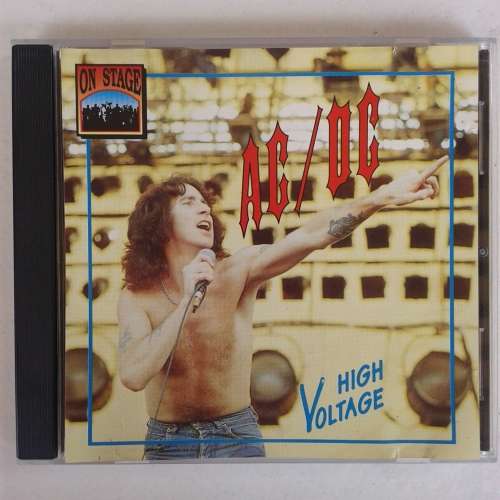 ON STAGE
AC/DC
HIGH
VOLTAGE